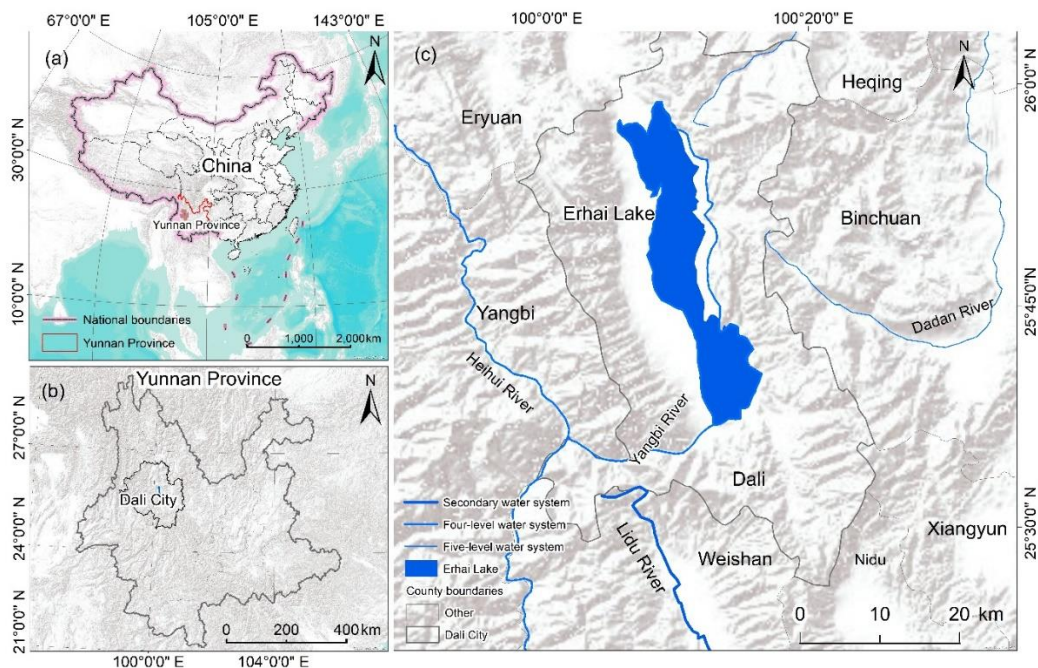 67°0'0" E
105°0'0" E
143°0'0" E
(a)
N
30°0'0" N
10°0'0" N
China
Yunnan Province
National boundaries
Yunnan Province
0 1,000 2,000km
(b)
Yunnan Province
N
27°0'0" N
24°0'0" N
21°0'0" N
Dali City
0 200 400km
100°0'0" E
104°0'0" E
100°0'0" E
100°20'0" E
(c)
N
26°0'0" N
25°45'0" N
25°30'0" N
Heqing
Eryuan
Erhai Lake
Binchuan
Yangbi
Dadan River
Heihui River
Yangbi River
Dali
Xiangyun
Lidu River
Weishan
Nidu
Secondary water system
Four-level water system
Five-level water system
Erhai Lake
County boundaries
Other
Dali City
0 10 20 km